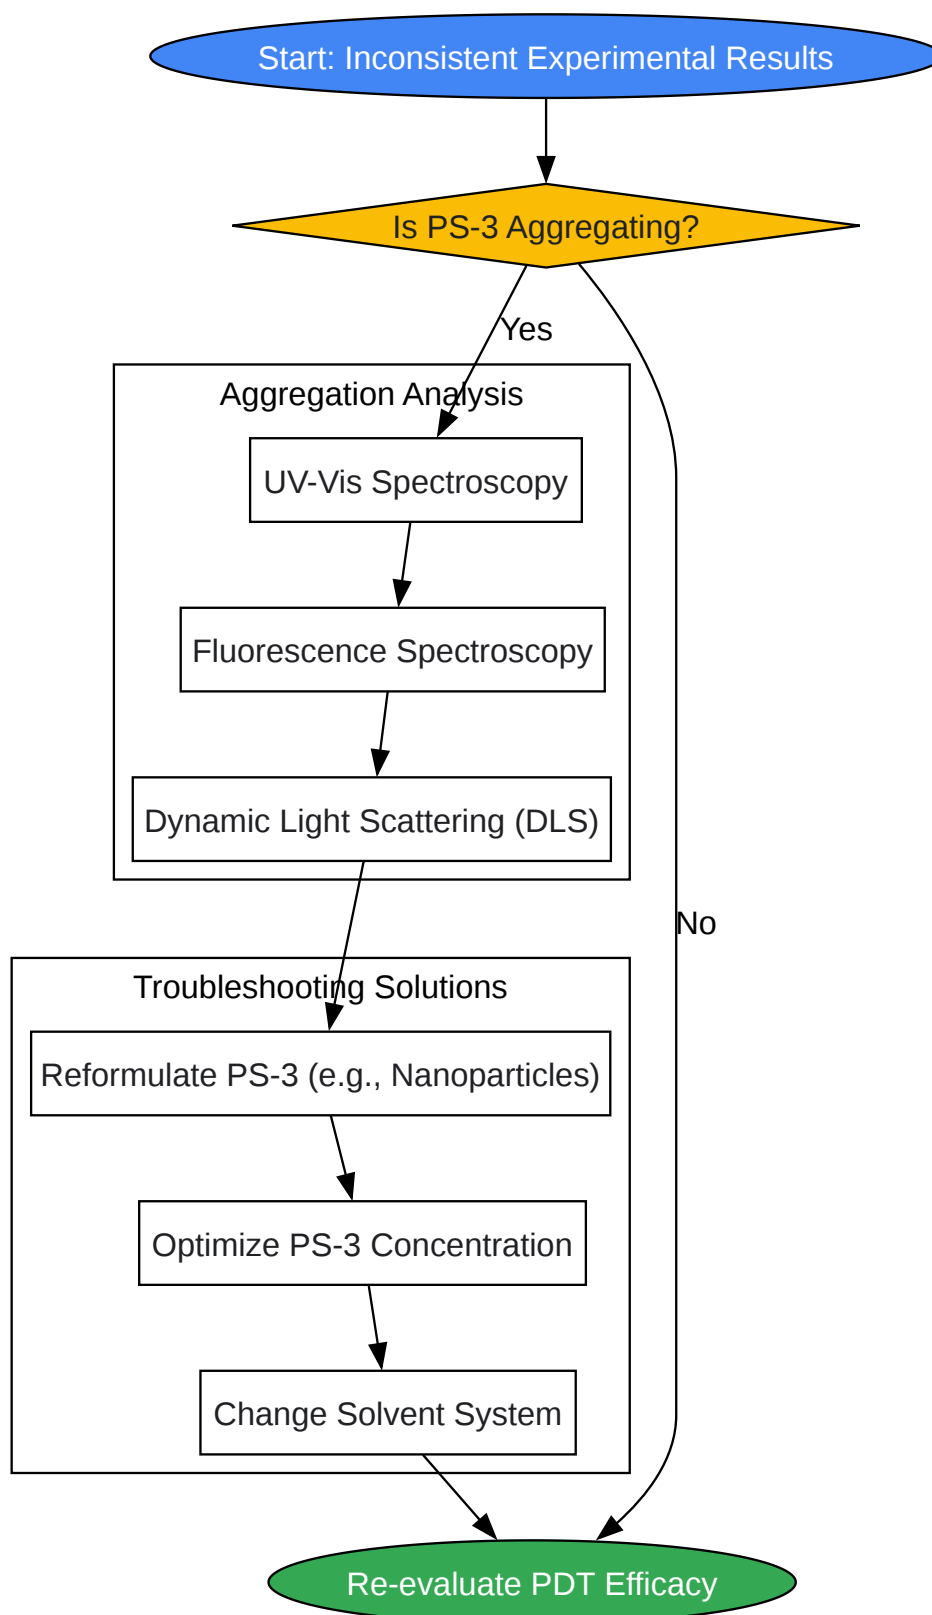 Start: Inconsistent Experimental Results
Is PS-3 Aggregating?
Yes
Aggregation Analysis
UV-Vis Spectroscopy
Fluorescence Spectroscopy
Dynamic Light Scattering (DLS)
No
Troubleshooting Solutions
Reformulate PS-3 (e.g., Nanoparticles)
Optimize PS-3 Concentration
Change Solvent System
Re-evaluate PDT Efficacy